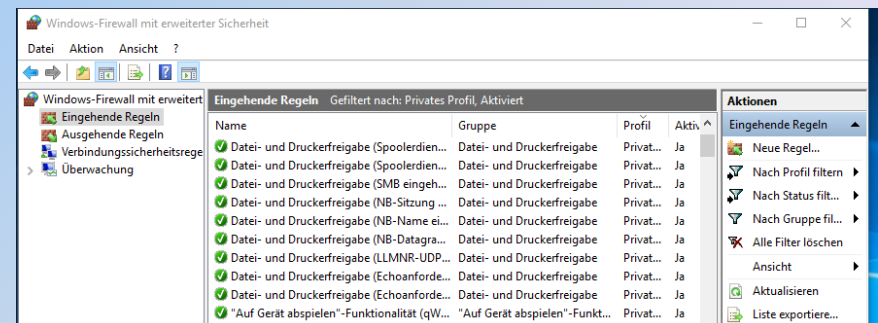 Windows-Firewall mit erweiterter Sicherheit
Datei Aktion Ansicht ?
Windows-Firewall mit erweitert
Eingehende Regeln
Ausgehende Regeln
Verbindungssicherheitsrege
Überwachung
Eingehende Regeln Gefiltert nach: Privates Profil, Aktiviert
Name Gruppe Profil Aktiv
Datei- und Druckerfreigabe (Spoolerdien... Datei- und Druckerfreigabe Privat... Ja
Datei- und Druckerfreigabe (Spoolerdien... Datei- und Druckerfreigabe Privat... Ja
Datei- und Druckerfreigabe (SMB eingeh... Datei- und Druckerfreigabe Privat... Ja
Datei- und Druckerfreigabe (NB-Sitzung ... Datei- und Druckerfreigabe Privat... Ja
Datei- und Druckerfreigabe (NB-Name ei... Datei- und Druckerfreigabe Privat... Ja
Datei- und Druckerfreigabe (NB-Datagra... Datei- und Druckerfreigabe Privat... Ja
Datei- und Druckerfreigabe (LLMNR-UDP... Datei- und Druckerfreigabe Privat... Ja
Datei- und Druckerfreigabe (Echoanforde... Datei- und Druckerfreigabe Privat... Ja
Datei- und Druckerfreigabe (Echoanforde... Datei- und Druckerfreigabe Privat... Ja
"Auf Gerät abspielen"-Funktionalität (qW... "Auf Gerät abspielen"-Funkt... Privat... Ja
Aktionen
Eingehende Regeln
Neue Regel...
Nach Profil filtern
Nach Status filt...
Nach Gruppe fil...
Alle Filter löschen
Ansicht
Aktualisieren
Liste exportiere...